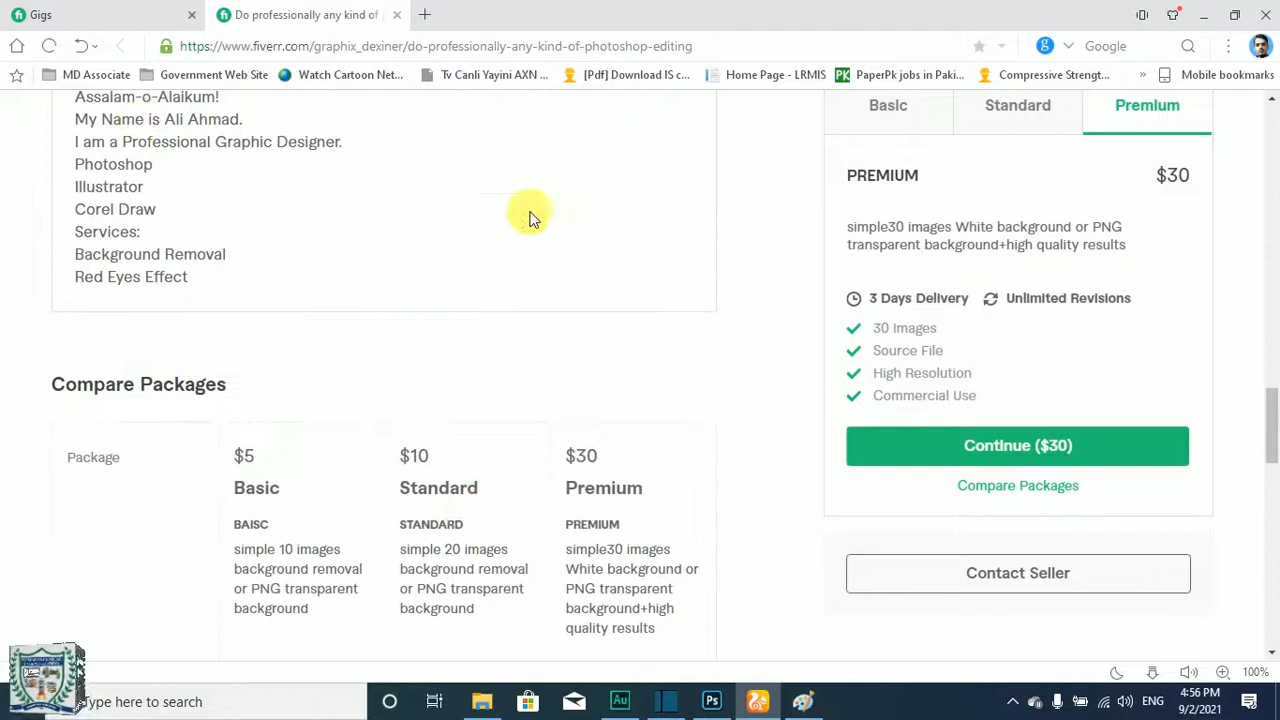 Gigs
Do professionally any kind of
https://www.fiverr.com/graphix_dexiner/do-professionally-any-kind-of-photoshop-editing
Google
MD Associate
Government Web Site
Watch Cartoon Net...
Tv Canli Yayini AXN ...
[Pdf] Download IS c...
Home Page - LRMIS
PaperPk jobs in Paki...
Compressive Strengt...
Mobile bookmarks
Assalam-o-Alaikum!
My Name is Ali Ahmad.
I am a Professional Graphic Designer.
Photoshop
Illustrator
Corel Draw
Services:
Background Removal
Red Eyes Effect
Basic
Standard
Premium
PREMIUM
$30
simple30 images White background or PNG
transparent background+high quality results
3 Days Delivery
Unlimited Revisions
30 Images
Source File
High Resolution
Commercial Use
Continue ($30)
Compare Packages
Contact Seller
Compare Packages
Package
$5
Basic
BAISC
simple 10 images
background removal
or PNG transparent
background
$10
Standard
STANDARD
simple 20 images
background removal
or PNG transparent
background
$30
Premium
PREMIUM
simple30 images
White background or
PNG transparent
background+high
quality results
100%
Type here to search
ENG
4:56 PM
9/2/2021